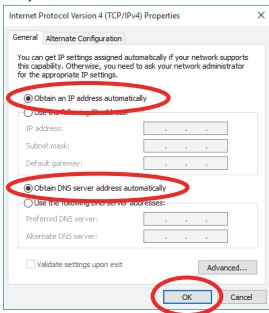 Internet Protocol Version 4 (TCP/IPv4) Properties
General
Alternate Configuration
You can get IP settings assigned automatically if your network supports
this capability. Otherwise, you need to ask your network administrator
for the appropriate IP settings.
Obtain an IP address automatically
Use the following IP address:
IP address:
Subnet mask:
Default gateway:
Obtain DNS server address automatically
Use the following DNS server addresses:
Preferred DNS server:
Alternate DNS server:
Validate settings upon exit
Advanced...
OK
Cancel